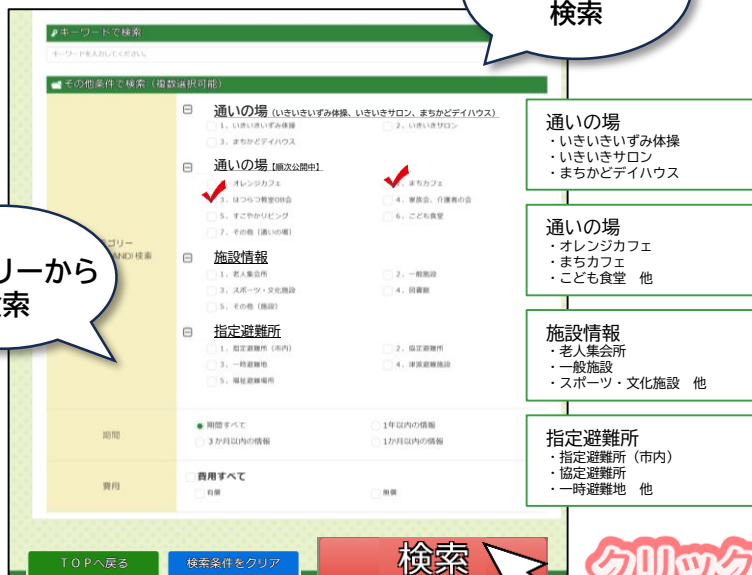 検索
キーワードで検索
キーワードを入力してください。
その他条件で検索（複数選択可能）
通いの場（いきいきいずみ体操、いきいきサロン、まちかどデイハウス）
1、いきいきいずみ体操
2、いきいきサロン
3、まちかどデイハウス
通いの場【順次公開中】
オレンジカフェ
まちカフェ
3、はつらつ教室OB会
4、家族会、介護者の会
5、すこやかリビング
6、こども食堂
7、その他（通いの場）
ゴリー
AND)検索
施設情報
1、老人集会所
2、一般施設
3、スポーツ・文化施設
4、図書館
5、その他（施設）
指定避難所
1、指定避難所（市内）
2、協定避難所
3、一時避難地
4、津波避難施設
5、福祉避難場所
リーから
索
期間
期間すべて
1年以内の情報
3か月以内の情報
1か月以内の情報
費用
費用すべて
有償
無償
TOPへ戻る
検索条件をクリア
検索
クリック
通いの場
・いきいきいずみ体操
・いきいきサロン
・まちかどデイハウス
通いの場
・オレンジカフェ
・まちカフェ
・こども食堂　他
施設情報
・老人集会所
・一般施設
・スポーツ・文化施設　他
指定避難所
・指定避難所（市内）
・協定避難所
・一時避難地　他